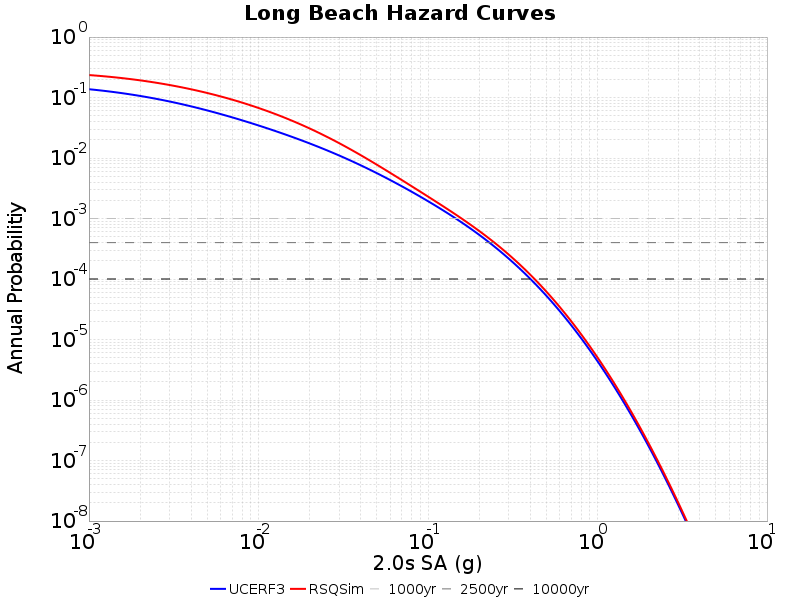 Long Beach Hazard Curves
Annual Probabilitiy
10^0
10^-1
10^-2
10^-3
10^-4
10^-5
10^-6
10^-7
10^-8
10^-3 10^-2 10^-1 10^0 10^1
2.0s SA (g)
UCERF3 RSQSim 1000yr 2500yr 10000yr